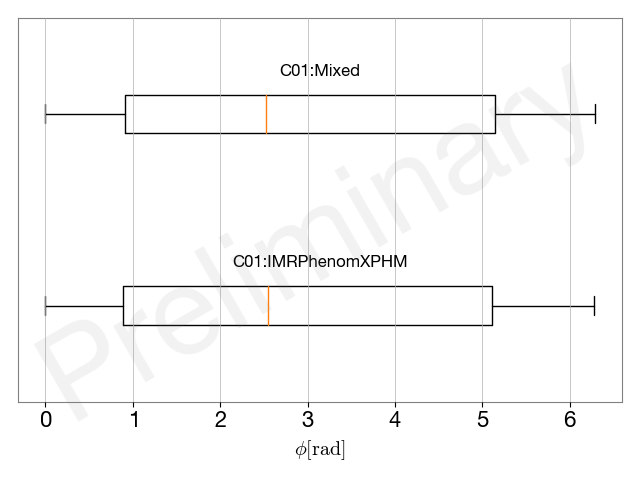 C01:Mixed
Preliminary
C01:IMRPhenomXPHM
0 1 2 3 4 5 6
ϕ[rad]